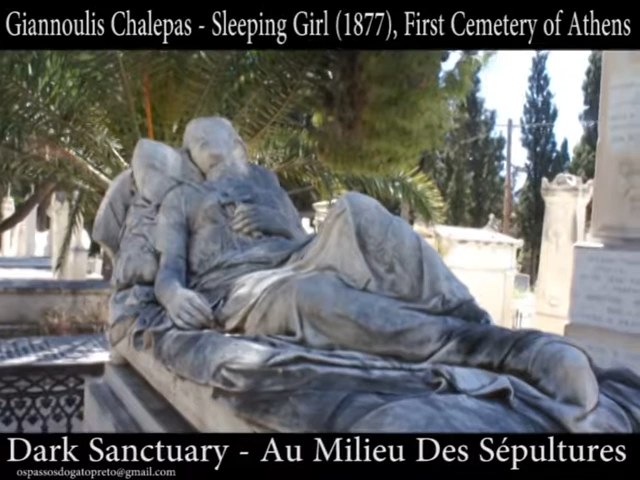 Giannoulis Chalepas - Sleeping Girl (1877), First Cemetery of Athens
Dark Sanctuary - Au Milieu Des Sépultures
ospassosdogatopreto@gmail.com